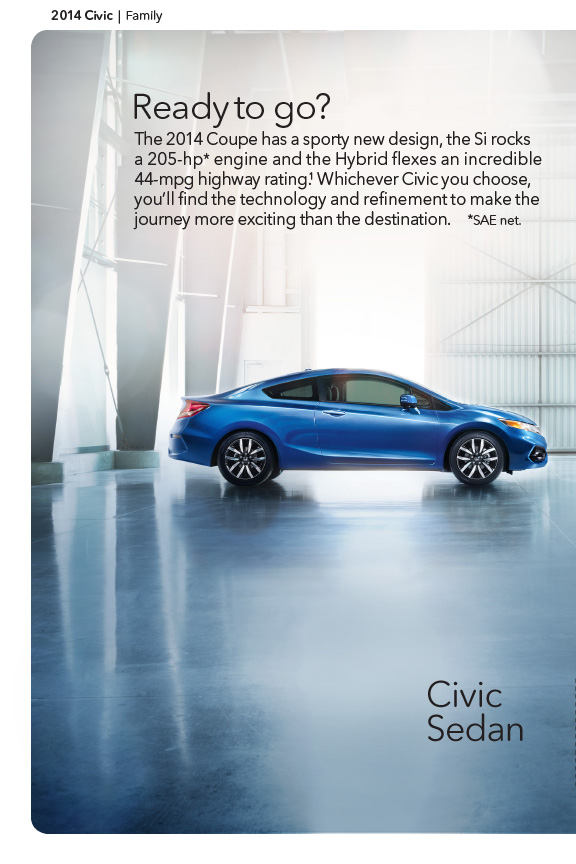 2014 Civic | Family
Ready to go?
The 2014 Coupe has a sporty new design, the Si rocks
a 205-hp* engine and the Hybrid flexes an incredible
44-mpg highway rating.¹ Whichever Civic you choose,
you'll find the technology and refinement to make the
journey more exciting than the destination. *SAE net.
Civic
Sedan